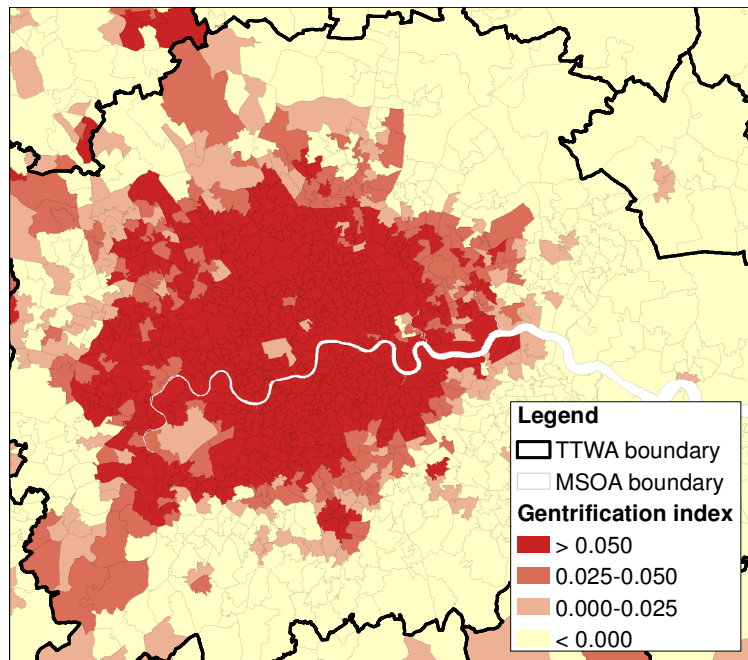 Legend
TTWA boundary
MSOA boundary
Gentrification index
> 0.050
0.025-0.050
0.000-0.025
< 0.000